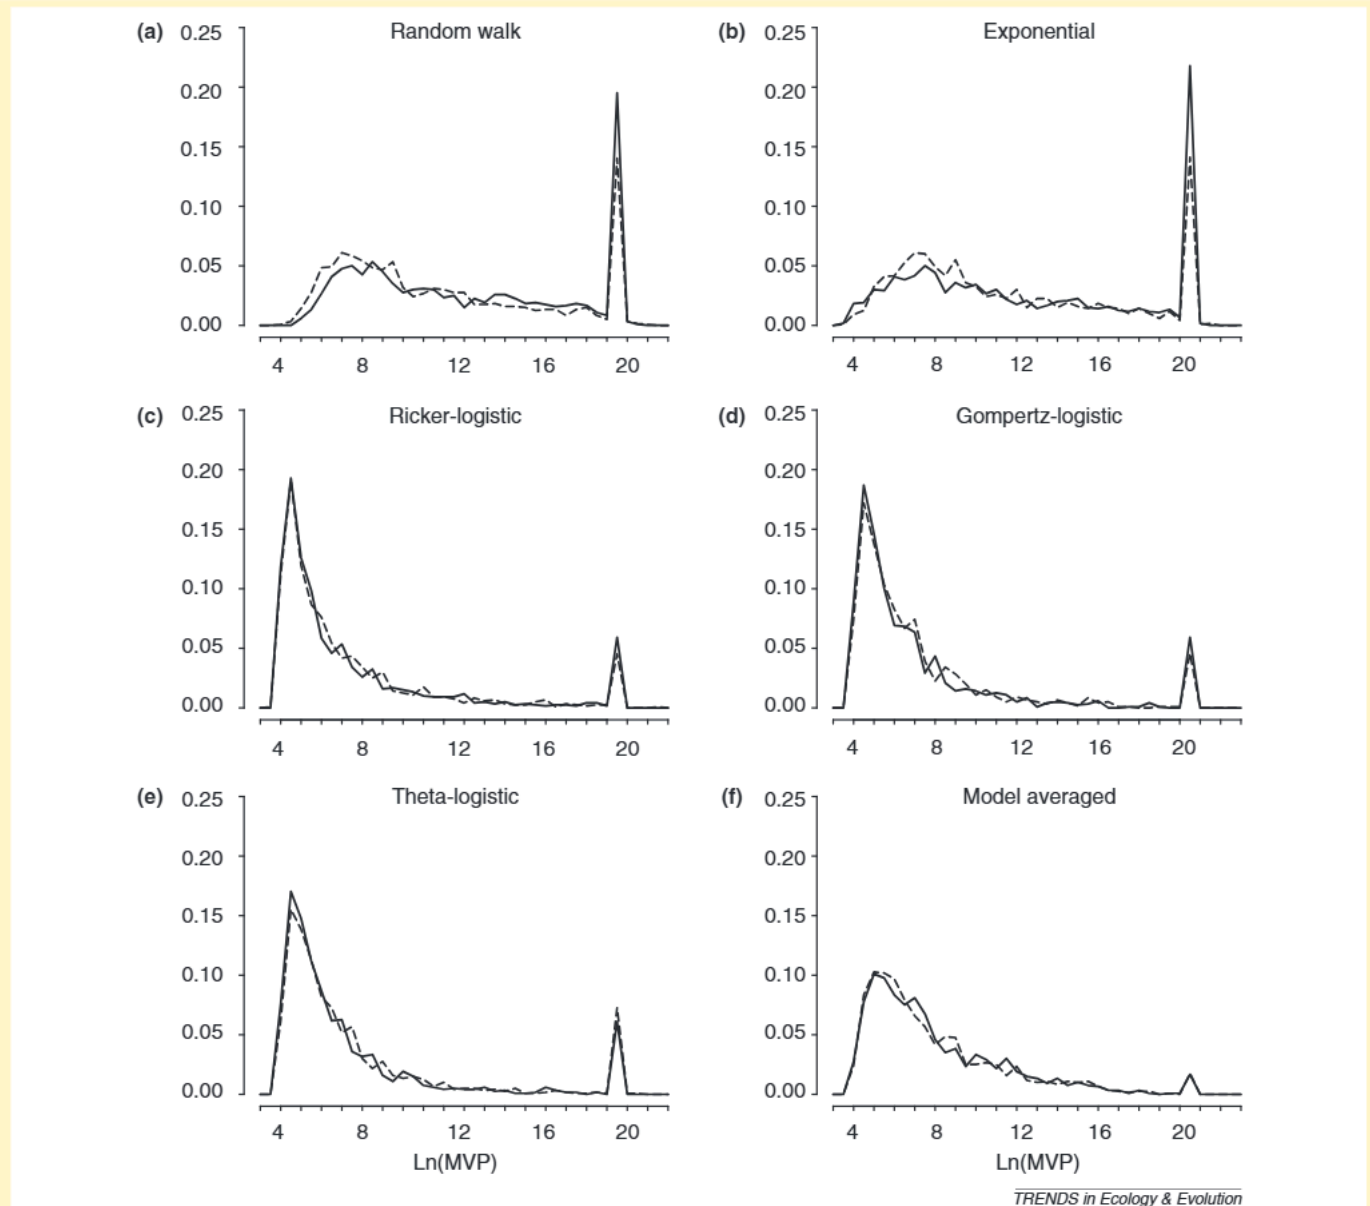 (a) 0.25 Random walk (b) 0.25 Exponential
0.20 0.20
0.15 0.15
0.10 0.10
0.05 0.05
0.00 0.00
4 8 12 16 20 4 8 12 16 20
(c) 0.25 Ricker-logistic (d) 0.25 Gompertz-logistic
0.20 0.20
0.15 0.15
0.10 0.10
0.05 0.05
0.00 0.00
4 8 12 16 20 4 8 12 16 20
(e) 0.25 Theta-logistic (f) 0.25 Model averaged
0.20 0.20
0.15 0.15
0.10 0.10
0.05 0.05
0.00 0.00
4 8 12 16 20 4 8 12 16 20
Ln(MVP) Ln(MVP)
TRENDS in Ecology & Evolution